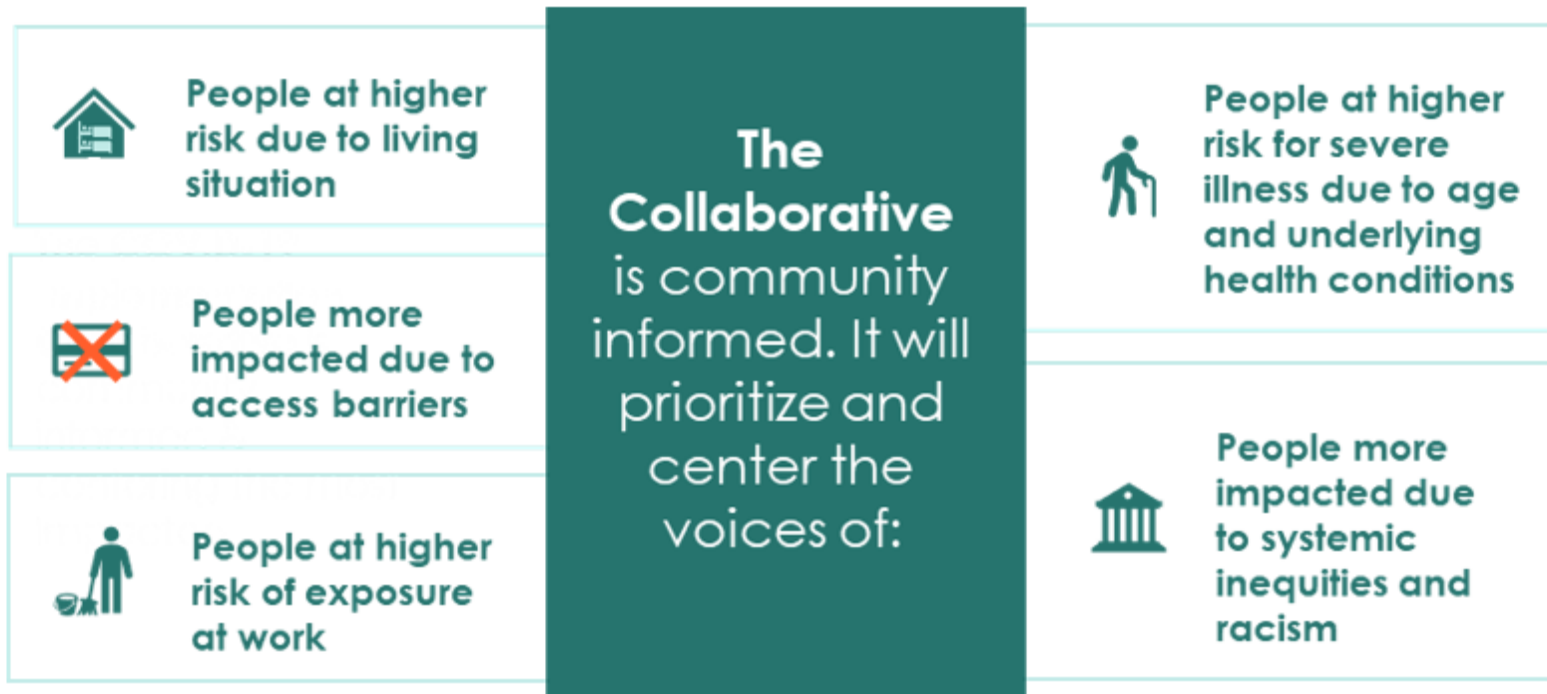 People at higher
risk due to living
situation
People more
impacted due to
access barriers
People at higher
risk of exposure
at work
The
Collaborative
is community
informed. It will
prioritize and
center the
voices of:
People at higher
risk for severe
illness due to age
and underlying
health conditions
People more
impacted due
to systemic
inequities and
racism